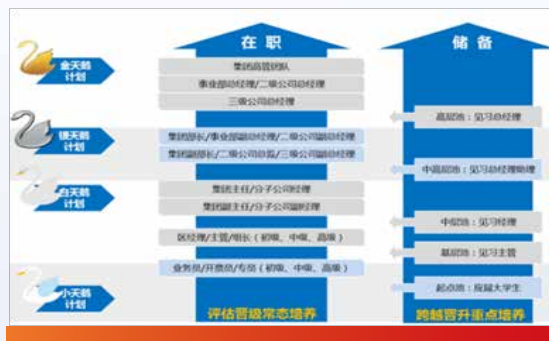 在 职
储 备
金天鹅
计划
集团高管团队
事业部总经理/二级公司总经理
三级公司总经理
高层池：见习总经理
银天鹅
计划
集团部长/事业部副总经理/二级公司副总经理
集团副部长/二级公司总监/三级公司副总经理
中高层池：见习总经理助理
白天鹅
计划
集团主任/分子公司经理
集团副主任/分子公司副经理
中层池：见习经理
区经理/主管/组长（初级、中级、高级）
基层池：见习主管
业务员/开票员/专员（初级、中级、高级）
起点池：应届大学生
小天鹅
计划
评估晋级常态培养
跨越晋升重点培养